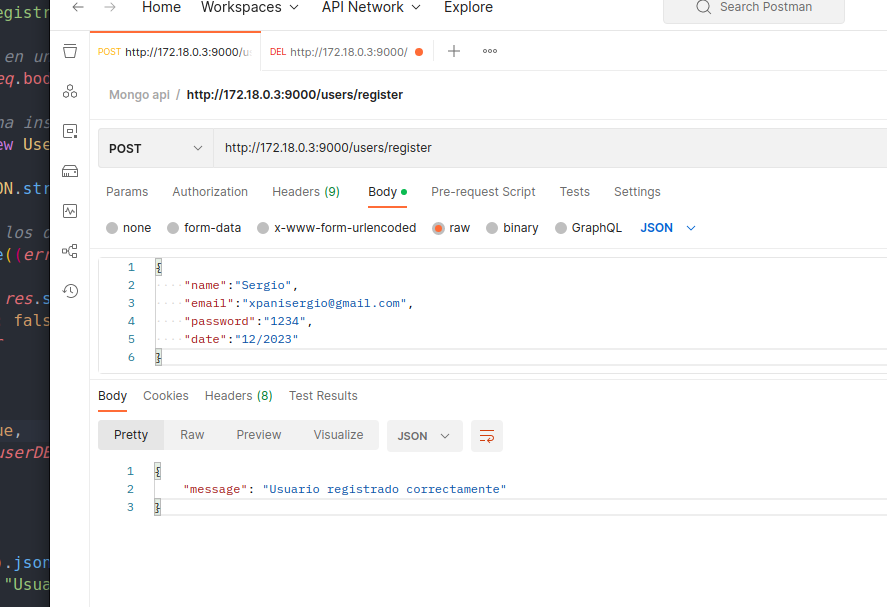 Home Workspaces API Network Explore Search Postman
POST http://172.18.0.3:9000/u DEL http://172.18.0.3:9000/
Mongo apl / http://172.18.0.3:9000/users/register
POST http://172.18.0.3:9000/users/register
Params Authorization Headers (9) Body Pre-request Script Tests Settings
none form-data x-www-form-urlencoded raw binary GraphQL JSON
1 {
2 "name":"Sergio",
3 "email":"xpanisergio@gmail.com",
4 "password":"1234",
5 "date":"12/2023"
6 }
Body Cookies Headers (8) Test Results
Pretty Raw Preview Visualize JSON
1 {
2 "message": "Usuario registrado correctamente"
3 }
egistr
en un
eq.bod
na ins
ew Use
ON.str
los d
e((err
res.s
fals
ue,
userDB
.json
"Usua